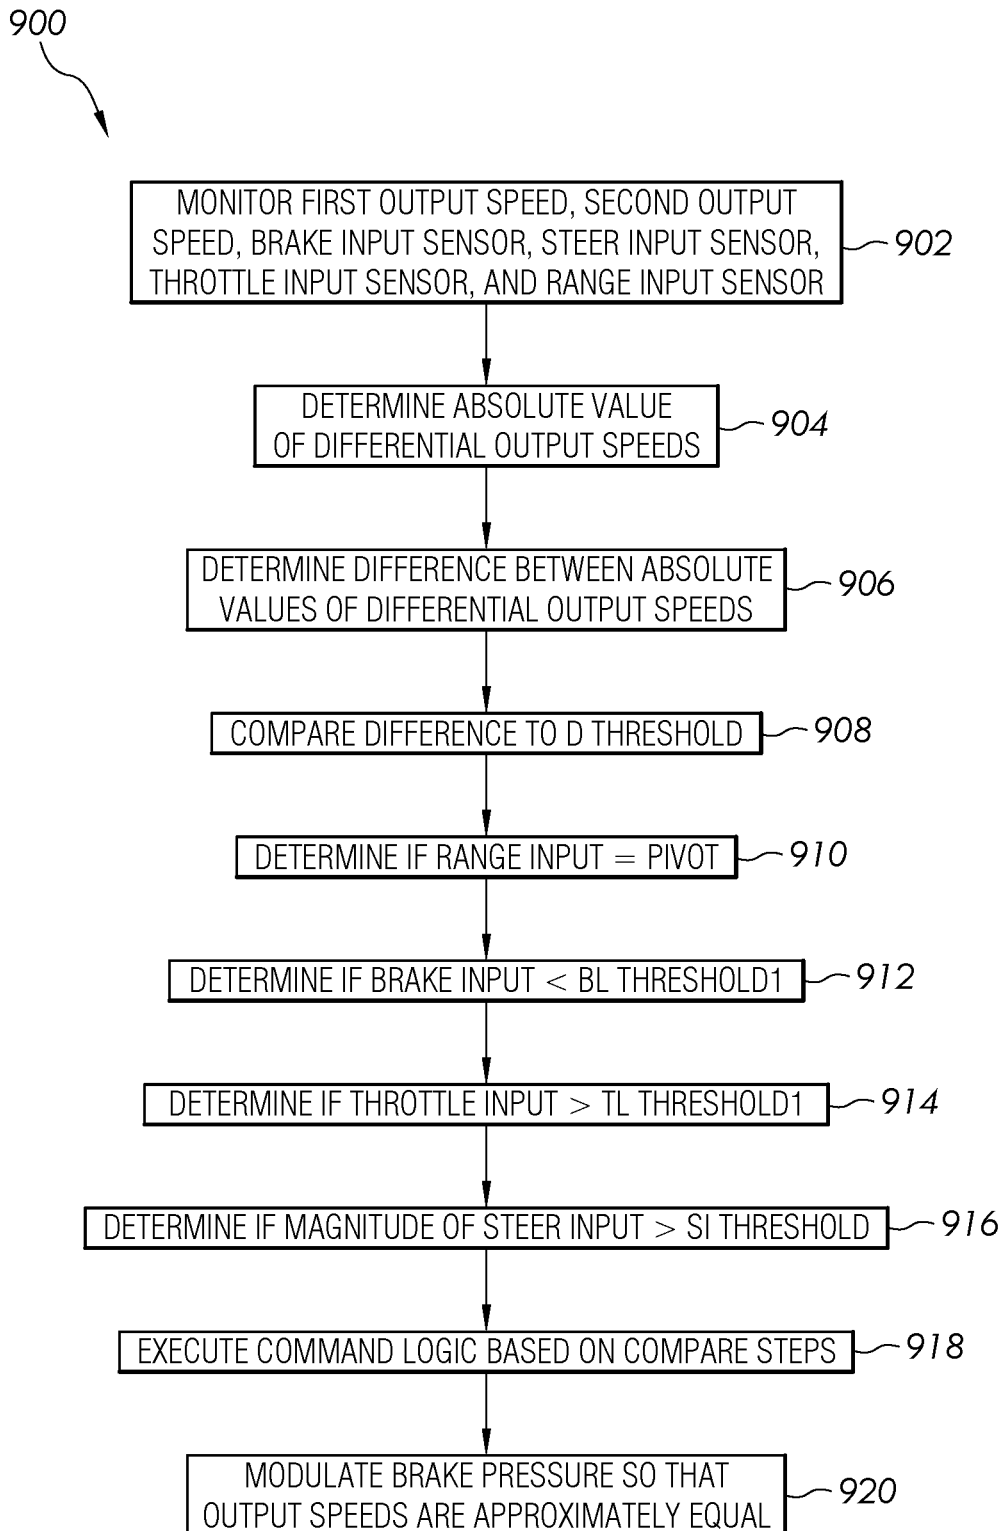 900
MONITOR FIRST OUTPUT SPEED, SECOND OUTPUT
SPEED, BRAKE INPUT SENSOR, STEER INPUT SENSOR,
THROTTLE INPUT SENSOR, AND RANGE INPUT SENSOR
902
DETERMINE ABSOLUTE VALUE
OF DIFFERENTIAL OUTPUT SPEEDS
904
DETERMINE DIFFERENCE BETWEEN ABSOLUTE
VALUES OF DIFFERENTIAL OUTPUT SPEEDS
906
COMPARE DIFFERENCE TO D THRESHOLD
908
DETERMINE IF RANGE INPUT = PIVOT
910
DETERMINE IF BRAKE INPUT < BL THRESHOLD1
912
DETERMINE IF THROTTLE INPUT > TL THRESHOLD1
914
DETERMINE IF MAGNITUDE OF STEER INPUT > SI THRESHOLD
916
EXECUTE COMMAND LOGIC BASED ON COMPARE STEPS
918
MODULATE BRAKE PRESSURE SO THAT
OUTPUT SPEEDS ARE APPROXIMATELY EQUAL
920